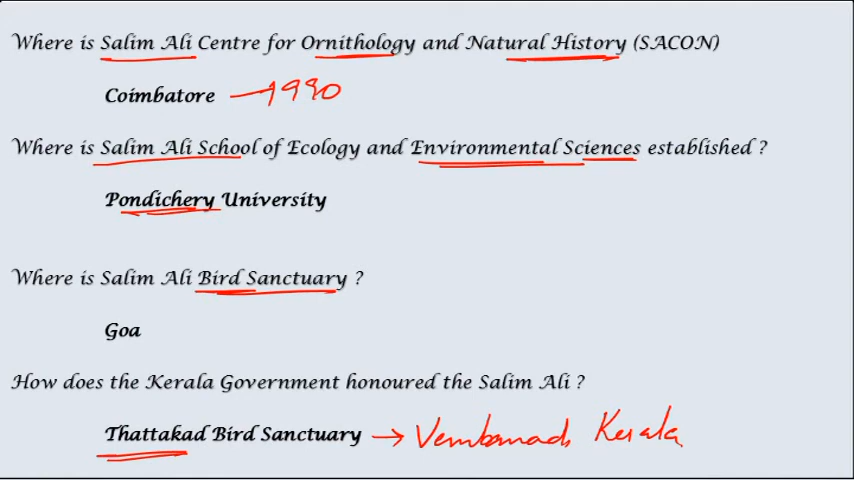 Where is Salim Ali Centre for Ornithology and Natural History (SACON)
Coimbatore → 1990
Where is Salim Ali School of Ecology and Environmental Sciences established ?
Pondichery University
Where is Salim Ali Bird Sanctuary ?
Goa
How does the Kerala Government honoured the Salim Ali ?
Thattakad Bird Sanctuary → Vembanad, Kerala